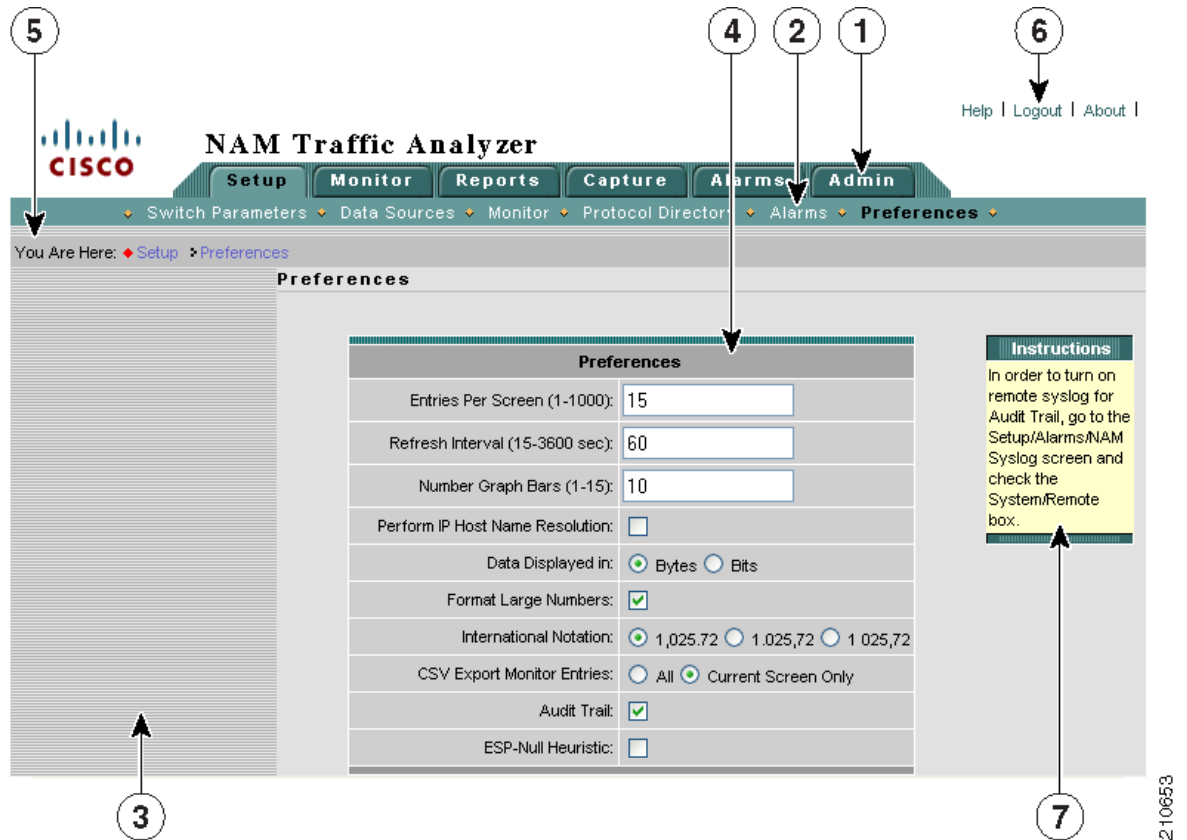 5 4 2 1 6
Help | Logout | About |
CISCO
NAM Traffic Analyzer
Setup Monitor Reports Capture Alarms Admin
Switch Parameters Data Sources Monitor Protocol Directory Alarms Preferences
You Are Here: Setup Preferences
Preferences
Preferences
Entries Per Screen (1-1000): 15
Refresh Interval (15-3600 sec): 60
Number Graph Bars (1-15): 10
Perform IP Host Name Resolution:
Data Displayed in: Bytes Bits
Format Large Numbers:
International Notation: 1,025.72 1.025,72 1 025,72
CSV Export Monitor Entries: All Current Screen Only
Audit Trail:
ESP-Null Heuristic:
Instructions
In order to turn on
remote syslog for
Audit Trail, go to the
Setup/Alarms/NAM
Syslog screen and
check the
System/Remote
box.
3 7
210653